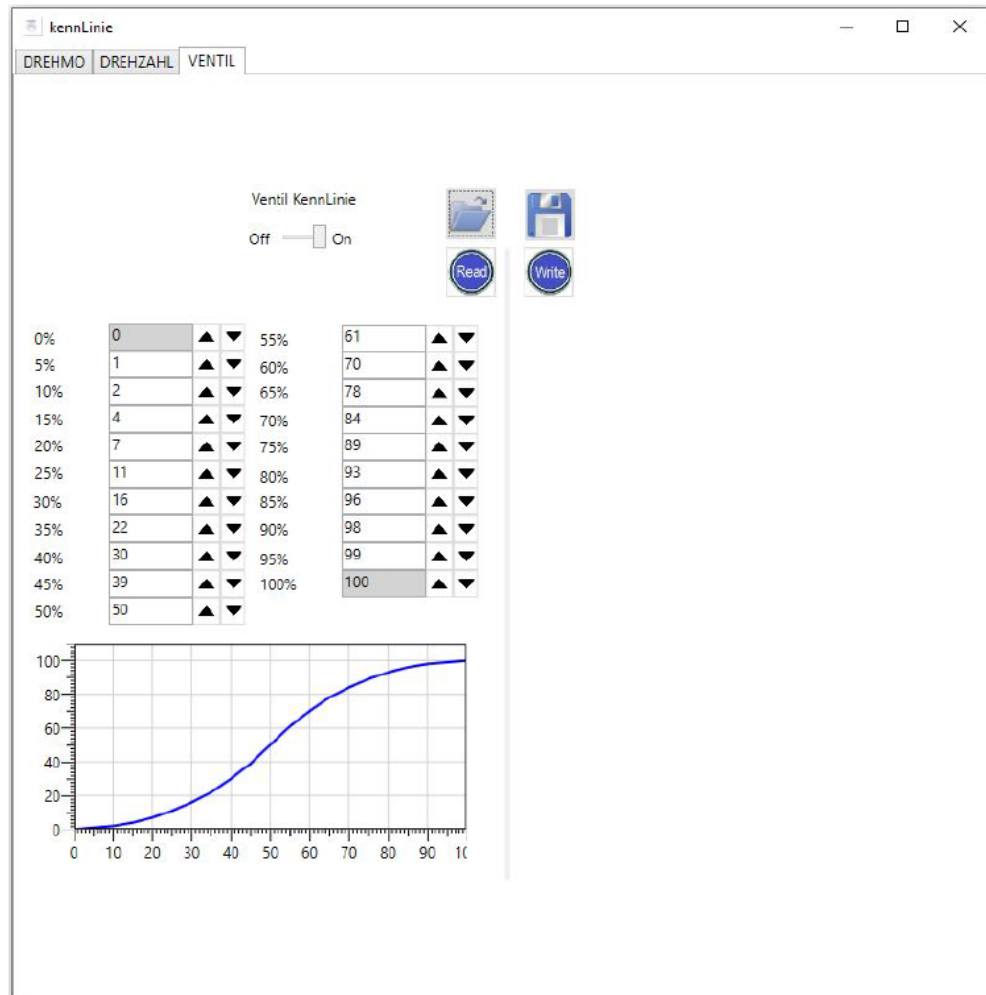 kennLinie
DREHMO DREHZAHL VENTIL
Ventil KennLinie
Off On
Read Write
0% 0 55% 61
5% 1 60% 70
10% 2 65% 78
15% 4 70% 84
20% 7 75% 89
25% 11 80% 93
30% 16 85% 96
35% 22 90% 98
40% 30 95% 99
45% 39 100% 100
50% 50
100
80
60
40
20
0
0 10 20 30 40 50 60 70 80 90 10